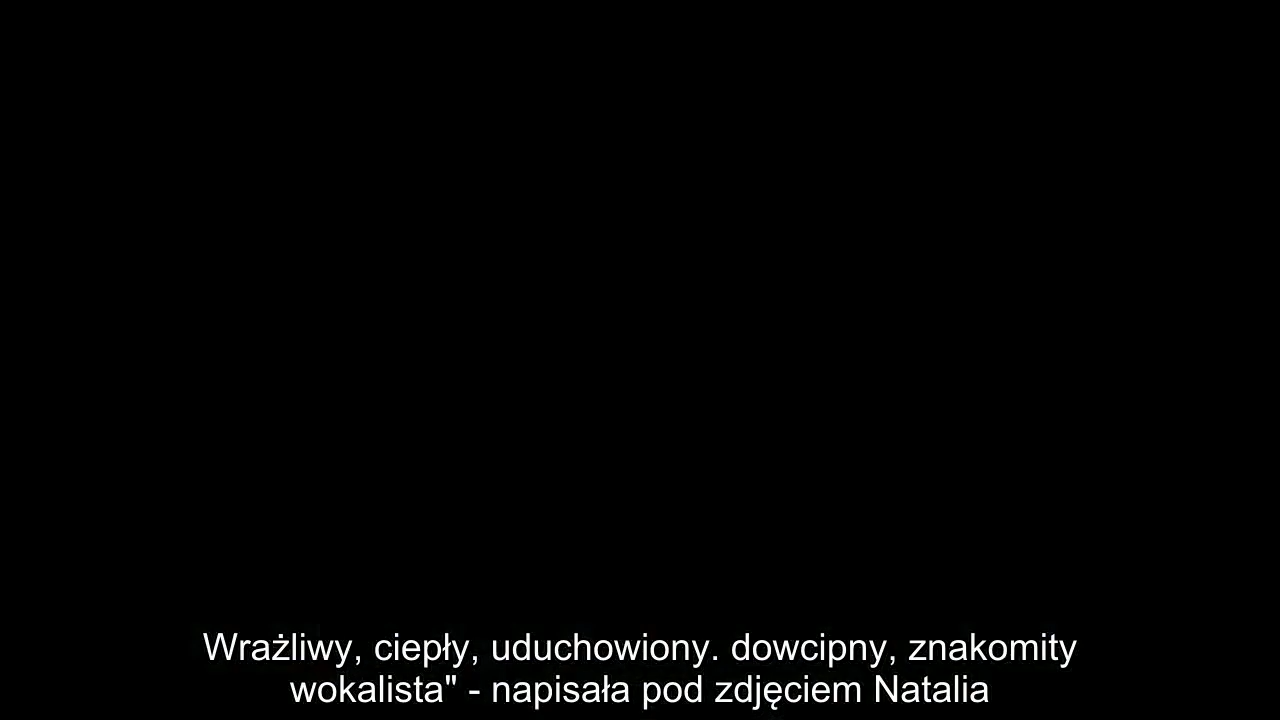 Wrażliwy, ciepły, uduchowiony. dowcipny, znakomity
wokalista" - napisała pod zdjęciem Natalia